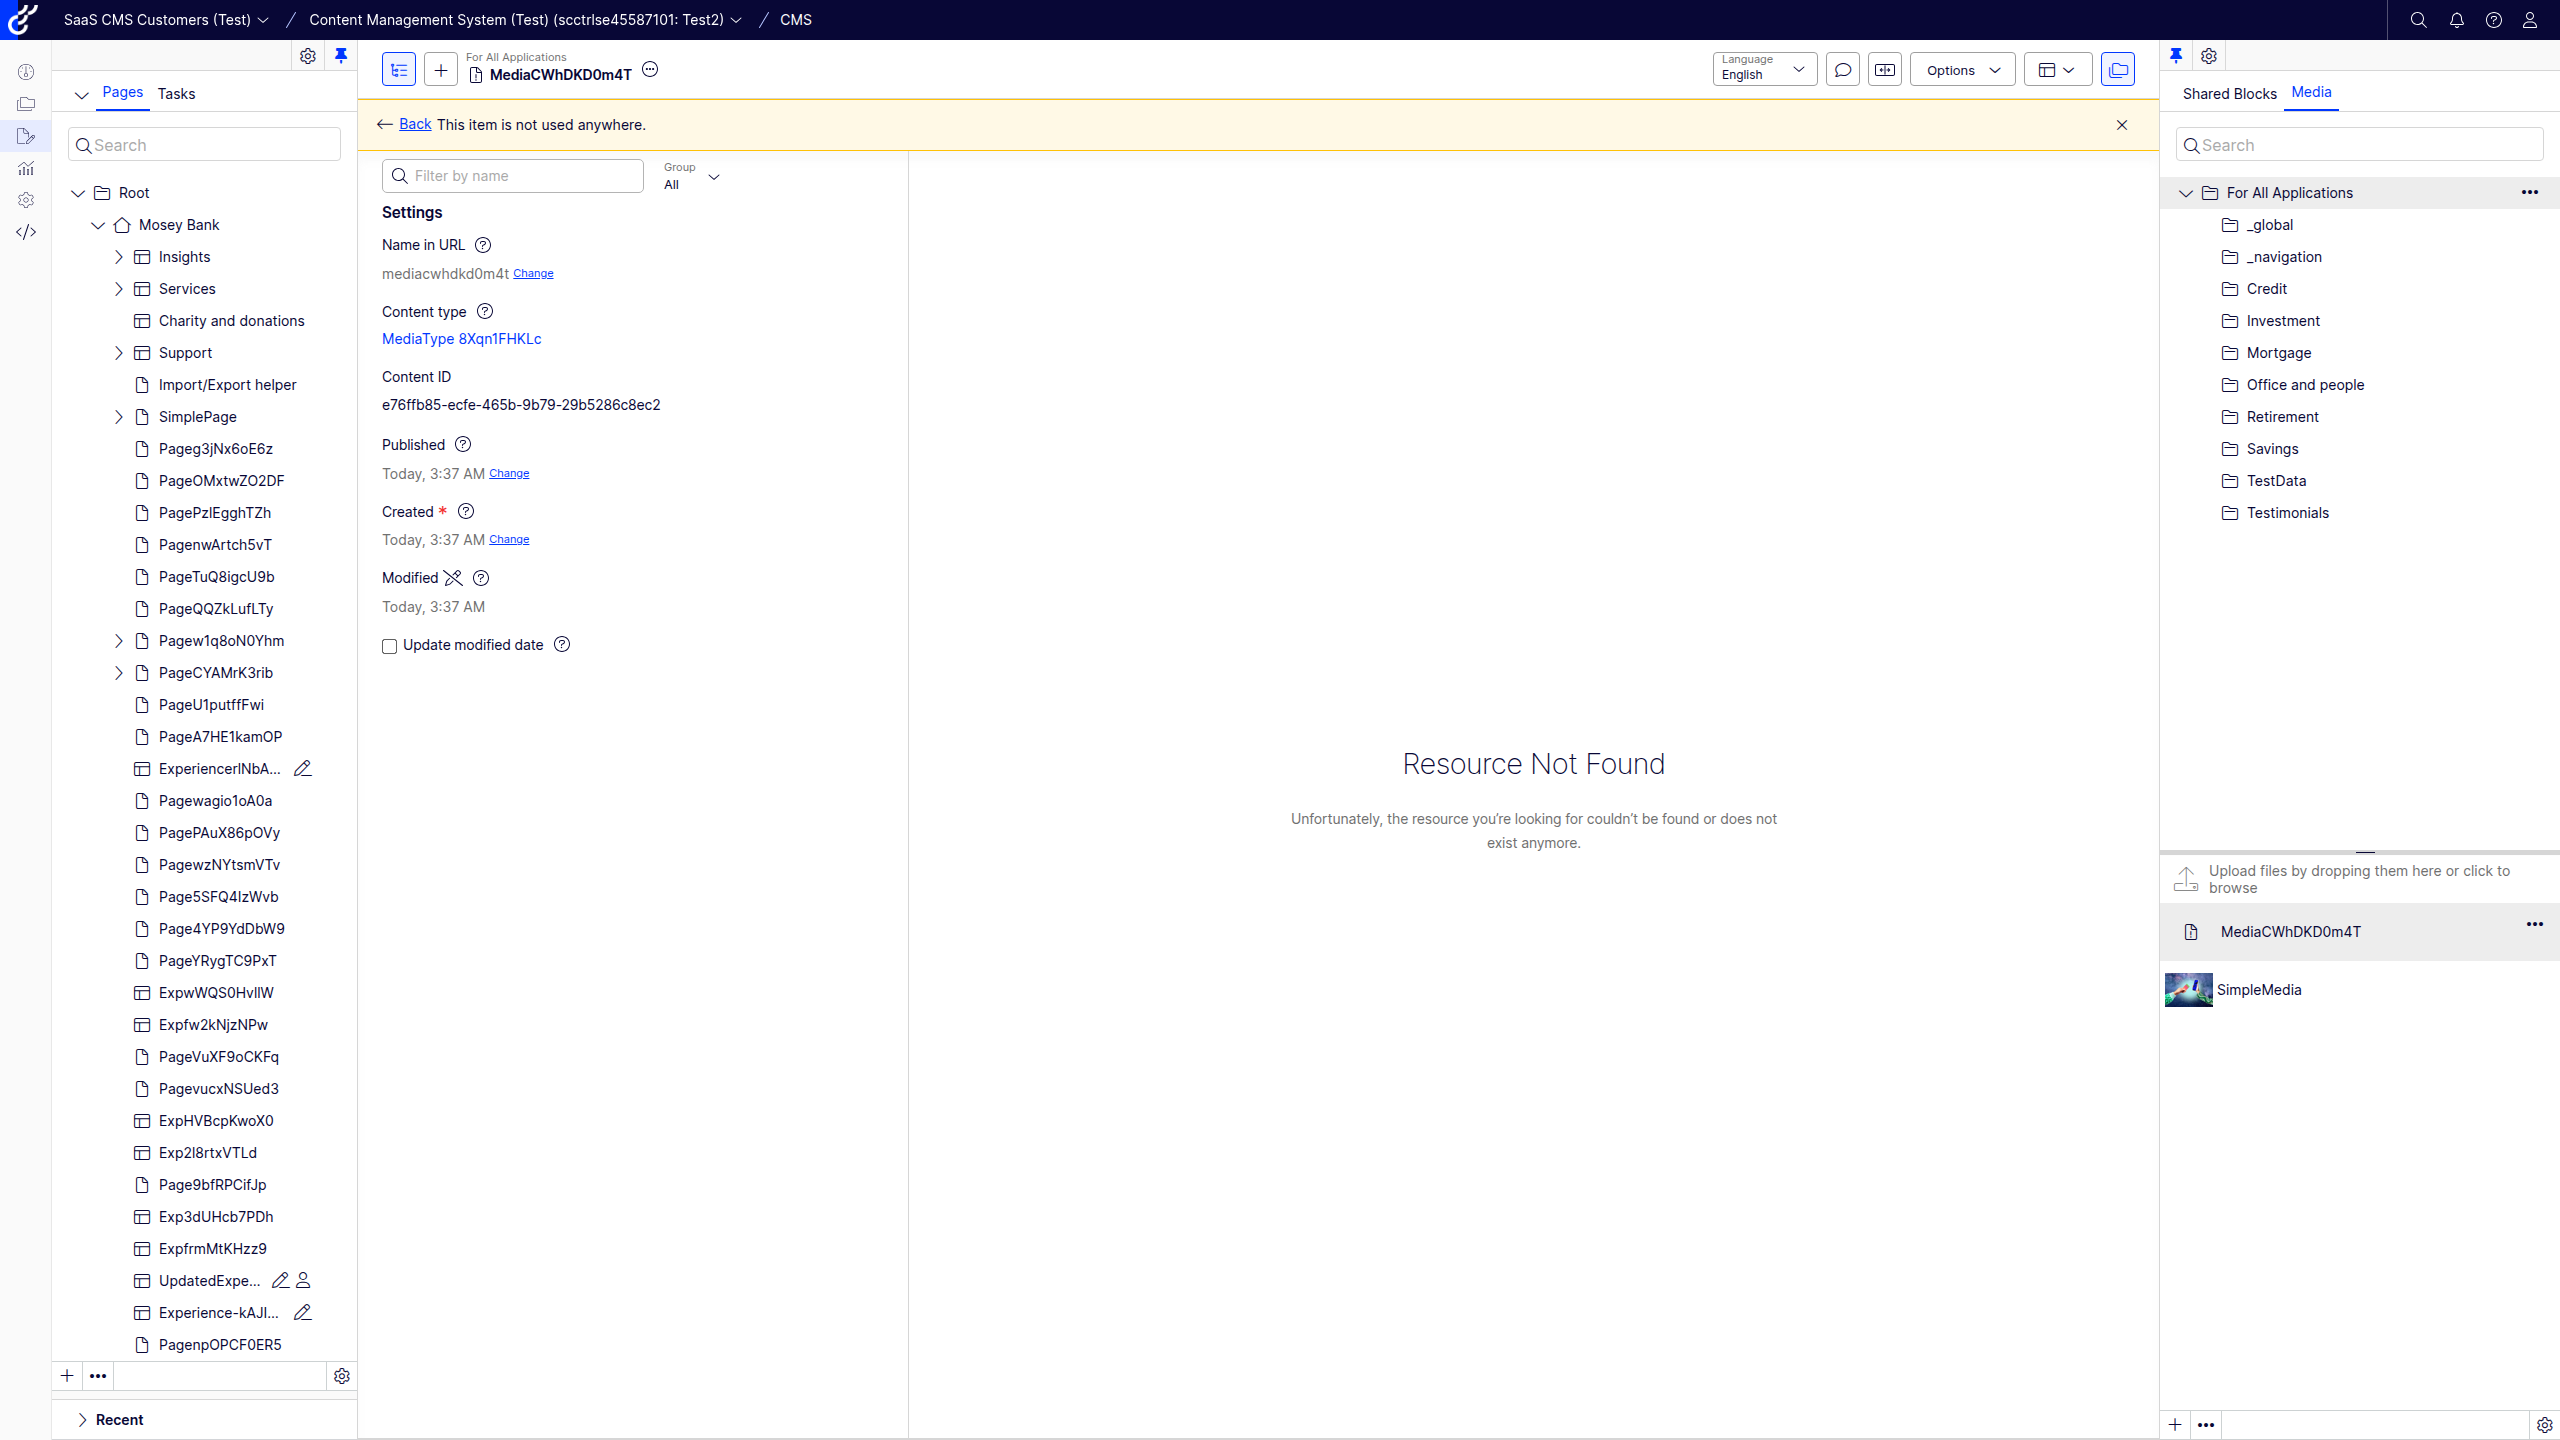 SaaS CMS Customers (Test) / Content Management System (Test) (scctrlse45587101: Test2) / CMS
Pages Tasks
Search
Root
Mosey Bank
Insights
Services
Charity and donations
Support
Import/Export helper
SimplePage
Pageg3jNx6oE6z
PageOMxtwZO2DF
PagePzlEgghTZh
PagenwArtch5vT
PageTuQ8igcU9b
PageQQZkLufLTy
Pagew1q8oN0Yhm
PageCYAMrK3rib
PageU1putffFwi
PageA7HE1kamOP
ExperiencerINbA...
Pagewagio1oA0a
PagePAuX86pOVy
PagewzNYtsmVTv
Page5SFQ4IzWvb
Page4YP9YdDbW9
PageYRygTC9PxT
ExpwWQS0HvllW
Expfw2kNjzNPw
PageVuXF9oCKFq
PagevucxNSUed3
ExpHVBcpKwoX0
Exp2l8rtxVTLd
Page9bfRPCifJp
Exp3dUHcb7PDh
ExpfrmMtKHzz9
UpdatedExpe...
Experience-kAJI...
PagenpOPCF0ER5
Recent
For All Applications
MediaCWhDKD0m4T
Language
English
Options
Back This item is not used anywhere.
Filter by name
Group
All
Settings
Name in URL
mediacwhdkd0m4t Change
Content type
MediaType 8Xqn1FHKLc
Content ID
e76ffb85-ecfe-465b-9b79-29b5286c8ec2
Published
Today, 3:37 AM Change
Created *
Today, 3:37 AM Change
Modified
Today, 3:37 AM
Update modified date
Resource Not Found
Unfortunately, the resource you’re looking for couldn’t be found or does not
exist anymore.
Shared Blocks Media
Search
For All Applications
_global
_navigation
Credit
Investment
Mortgage
Office and people
Retirement
Savings
TestData
Testimonials
Upload files by dropping them here or click to
browse
MediaCWhDKD0m4T
SimpleMedia